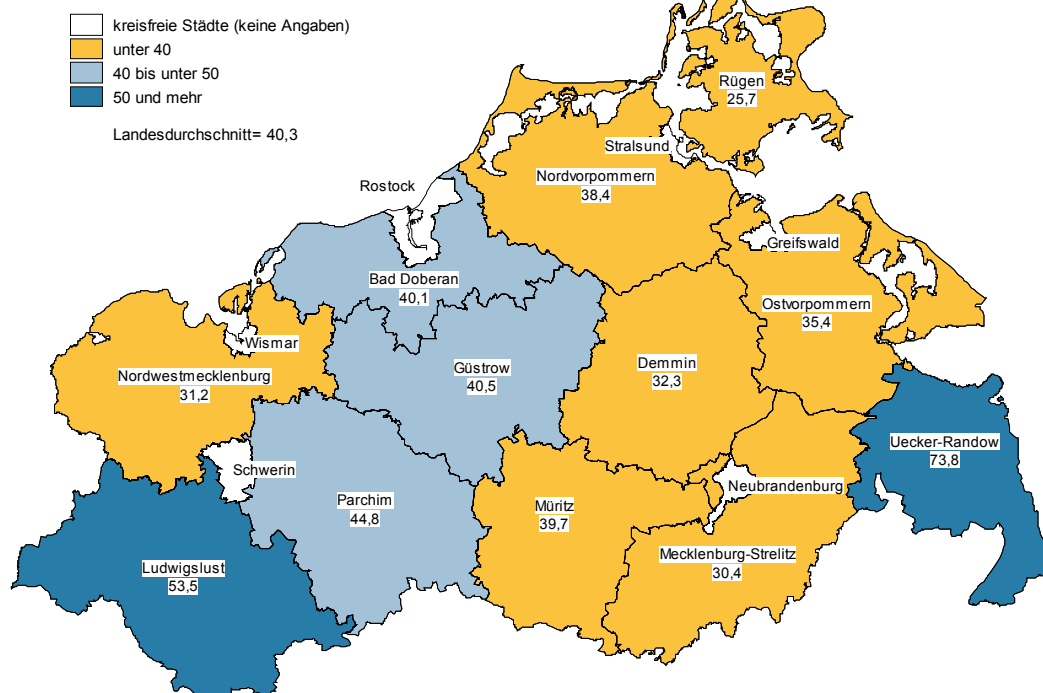 kreisfreie Städte (keine Angaben)
unter 40
40 bis unter 50
50 und mehr
Landesdurchschnitt= 40,3
Rügen
25,7
Stralsund
Nordvorpommern
38,4
Rostock
Greifswald
Bad Doberan
40,1
Ostvorpommern
35,4
Wismar
Güstrow
40,5
Demmin
32,3
Nordwestmecklenburg
31,2
Uecker-Randow
73,8
Schwerin
Neubrandenburg
Parchim
44,8
Müritz
39,7
Mecklenburg-Strelitz
30,4
Ludwigslust
53,5